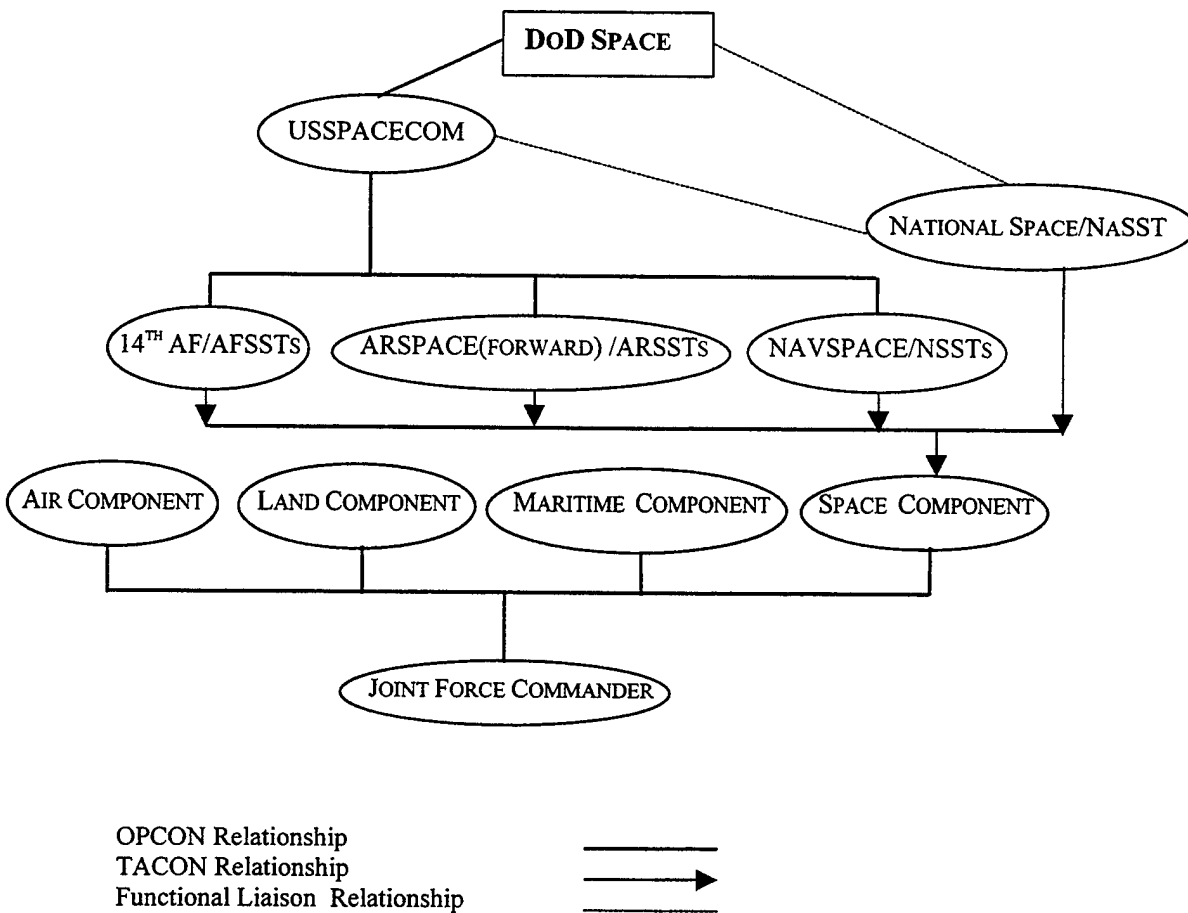 DOD SPACE
USSPACECOM
NATIONAL SPACE/NASST
14TH AF/AFSSTs
ARSPACE(FORWARD) /ARSSTs
NAVSPACE/NSSTs
AIR COMPONENT
LAND COMPONENT
MARITIME COMPONENT
SPACE COMPONENT
JOINT FORCE COMMANDER
OPCON Relationship
TACON Relationship
Functional Liaison Relationship